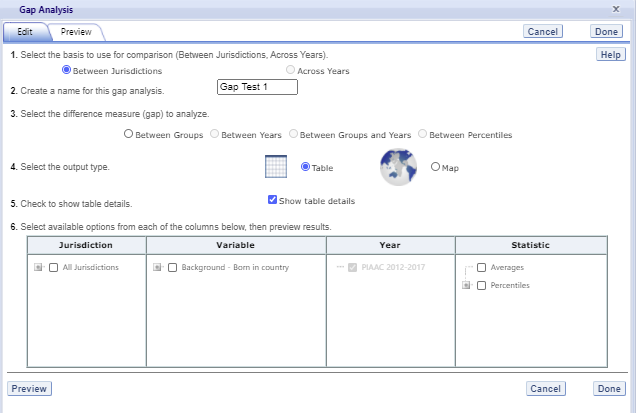 Gap Analysis x
Edit Preview Cancel Done
1. Select the basis to use for comparison (Between Jurisdictions, Across Years). Help
Between Jurisdictions Across Years
2. Create a name for this gap analysis. Gap Test 1
3. Select the difference measure (gap) to analyze.
Between Groups Between Years Between Groups and Years Between Percentiles
4. Select the output type. Table Map
5. Check to show table details. Show table details
6. Select available options from each of the columns below, then preview results.
Jurisdiction Variable Year Statistic
All Jurisdictions Background - Born in country PIAAC 2012-2017 Averages
Percentiles
Preview Cancel Done